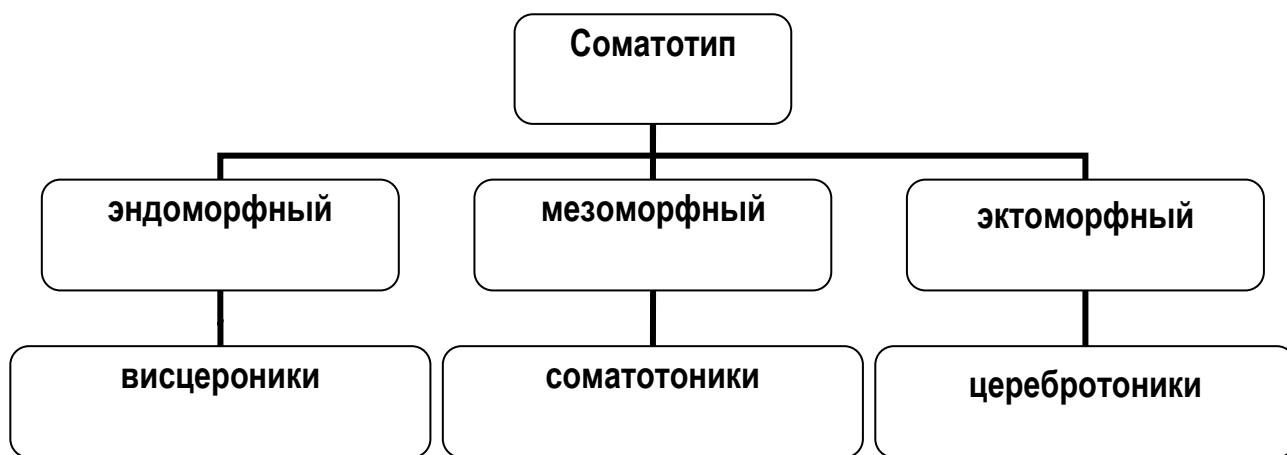 Соматотип
эндоморфный
мезоморфный
эктоморфный
висцероники
соматотоники
церебротоники